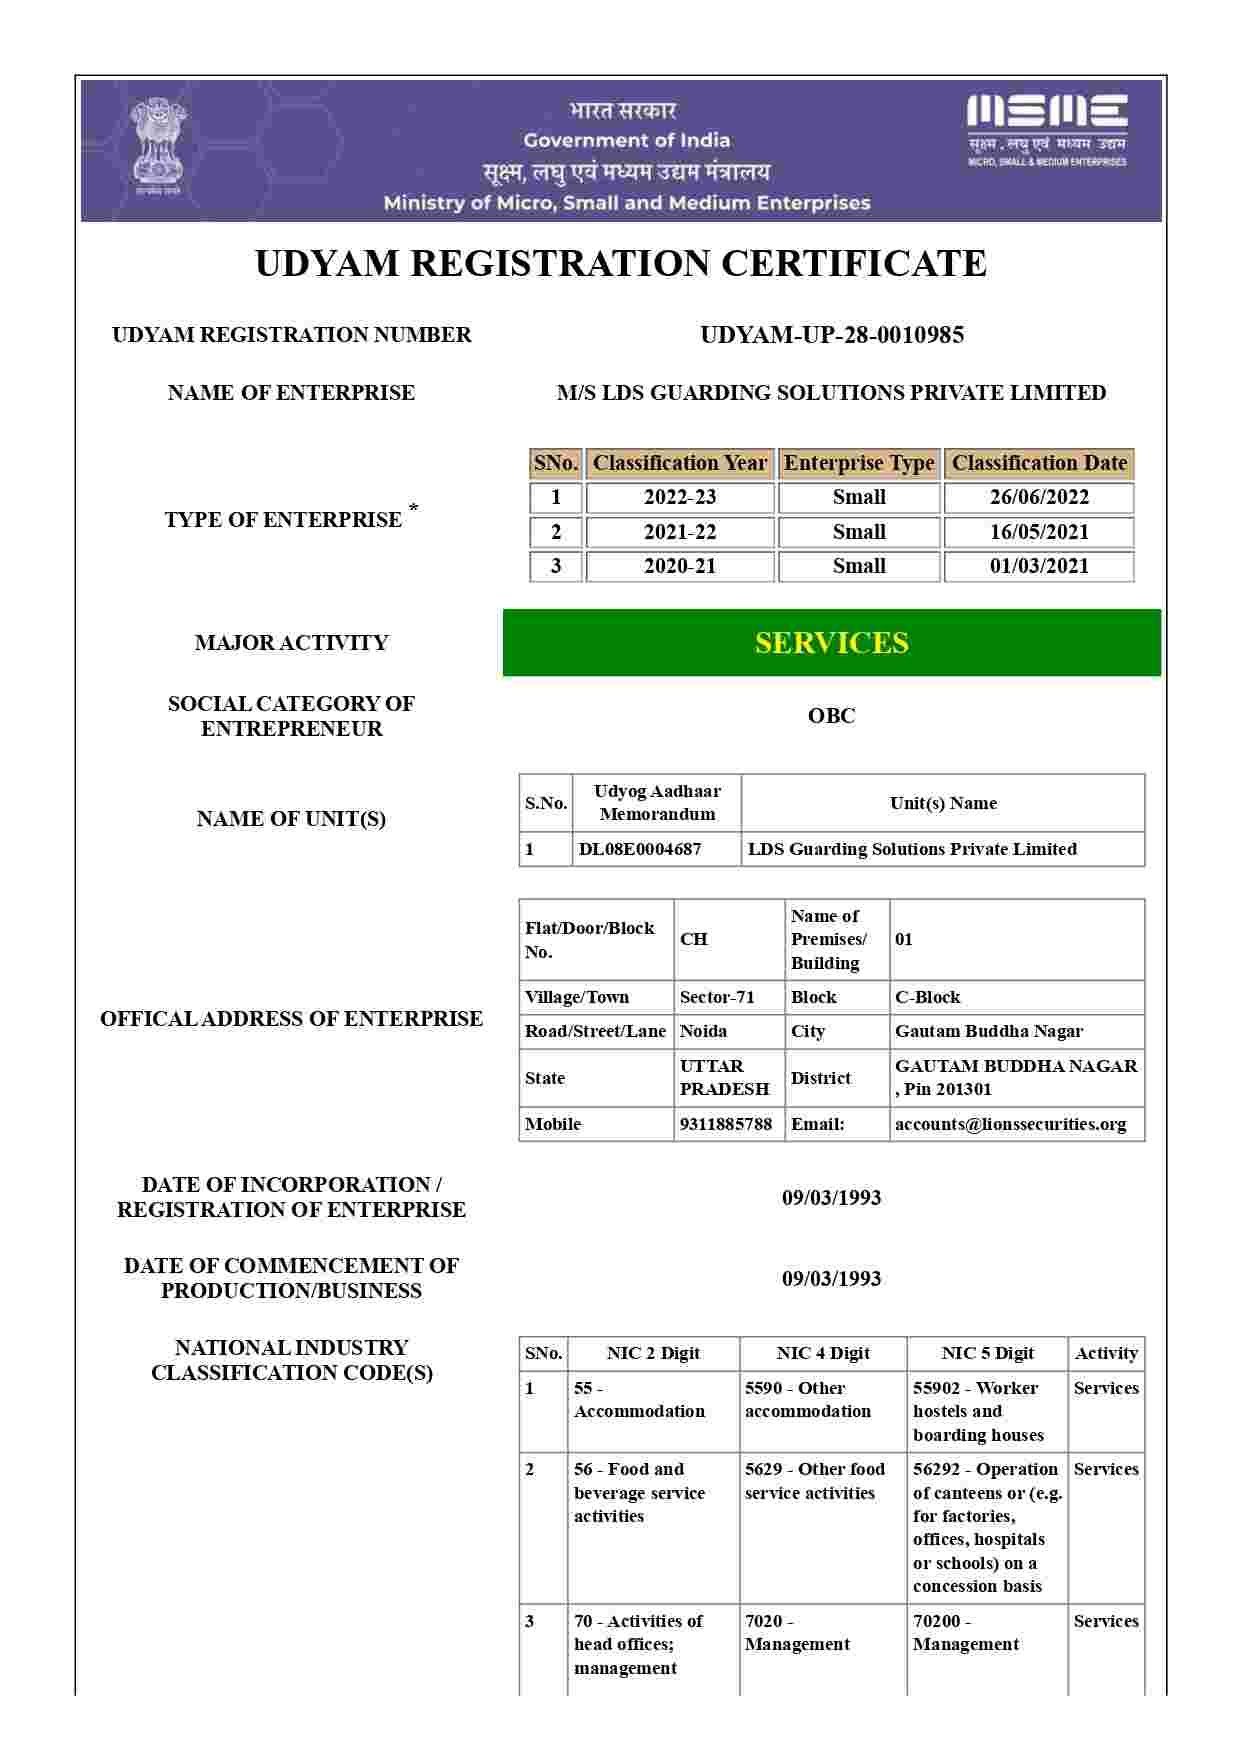 भारत सरकार
Government of India
सूक्ष्म, लघु एवं मध्यम उद्यम मंत्रालय
Ministry of Micro, Small and Medium Enterprises
MSME
सूक्ष्म, लघु एवं मध्यम उद्यम
MICRO, SMALL & MEDIUM ENTERPRISES
UDYAM REGISTRATION CERTIFICATE
UDYAM REGISTRATION NUMBER UDYAM-UP-28-0010985
NAME OF ENTERPRISE M/S LDS GUARDING SOLUTIONS PRIVATE LIMITED
TYPE OF ENTERPRISE *
SNo. Classification Year Enterprise Type Classification Date
1 2022-23 Small 26/06/2022
2 2021-22 Small 16/05/2021
3 2020-21 Small 01/03/2021
MAJOR ACTIVITY SERVICES
SOCIAL CATEGORY OF
ENTREPRENEUR
OBC
NAME OF UNIT(S)
S.No. Udyog Aadhaar Memorandum Unit(s) Name
1 DL08E0004687 LDS Guarding Solutions Private Limited
OFFICAL ADDRESS OF ENTERPRISE
Flat/Door/Block No. CH Name of Premises/ Building 01
Village/Town Sector-71 Block C-Block
Road/Street/Lane Noida City Gautam Buddha Nagar
State UTTAR PRADESH District GAUTAM BUDDHA NAGAR , Pin 201301
Mobile 9311885788 Email: accounts@lionssecurities.org
DATE OF INCORPORATION /
REGISTRATION OF ENTERPRISE
09/03/1993
DATE OF COMMENCEMENT OF
PRODUCTION/BUSINESS
09/03/1993
NATIONAL INDUSTRY
CLASSIFICATION CODE(S)
SNo. NIC 2 Digit NIC 4 Digit NIC 5 Digit Activity
1 55 - 5590 - Other 55902 - Worker Services
Accommodation accommodation hostels and
boarding houses
2 56 - Food and 5629 - Other food 56292 - Operation Services
beverage service service activities of canteens or (e.g.
activities for factories,
offices, hospitals
or schools) on a
concession basis
3 70 - Activities of 7020 - 70200 - Services
head offices; Management Management
management